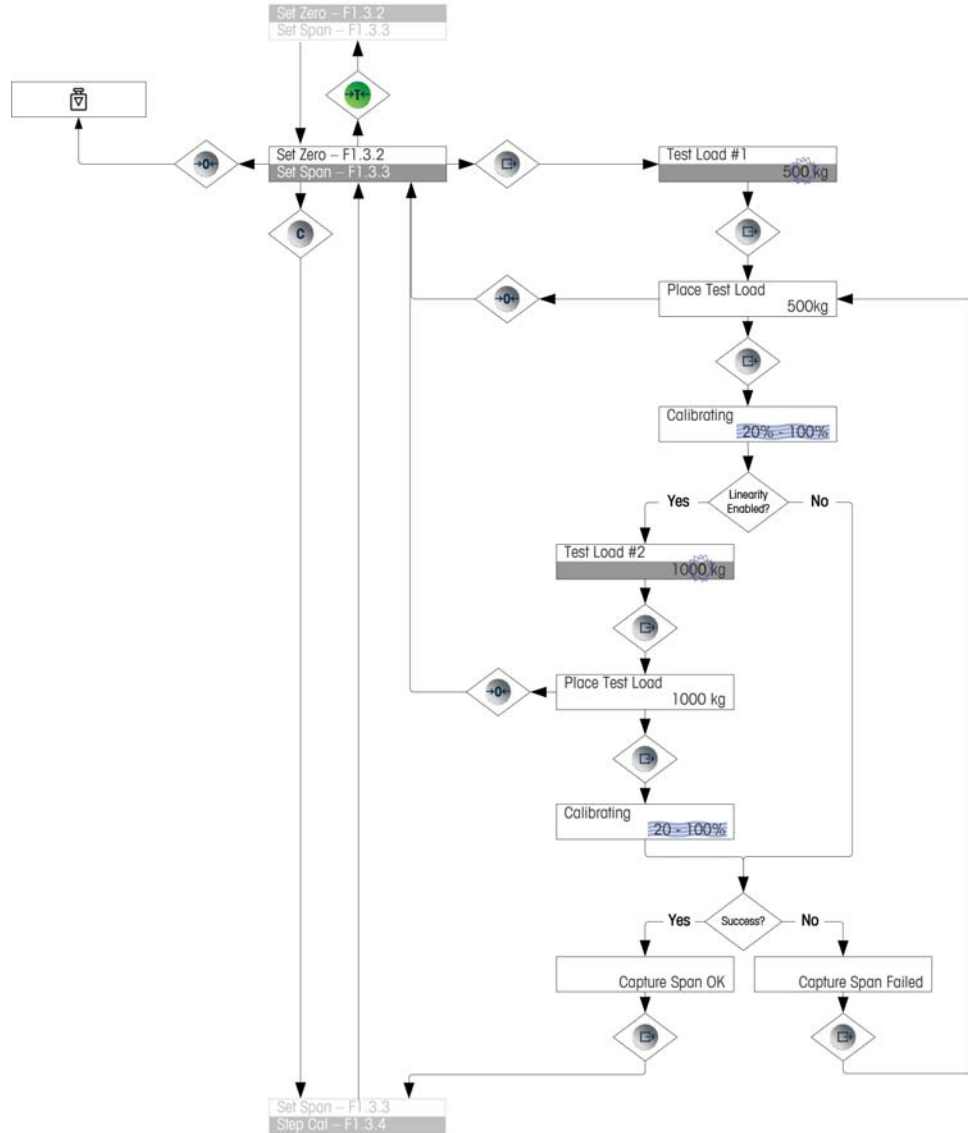 Set Zero – F1.3.2
Set Span – F1.3.3
→T←
→0←
Set Zero – F1.3.2
Set Span – F1.3.3
Test Load #1
500 kg
C
Place Test Load
500kg
→0←
Calibrating
20% - 100%
Linearity
Enabled?
Yes
No
Test Load #2
1000 kg
Place Test Load
1000 kg
→0←
Calibrating
20 - 100%
Success?
Yes
No
Capture Span OK
Capture Span Failed
Set Span – F1.3.3
Step Cal – F1.3.4